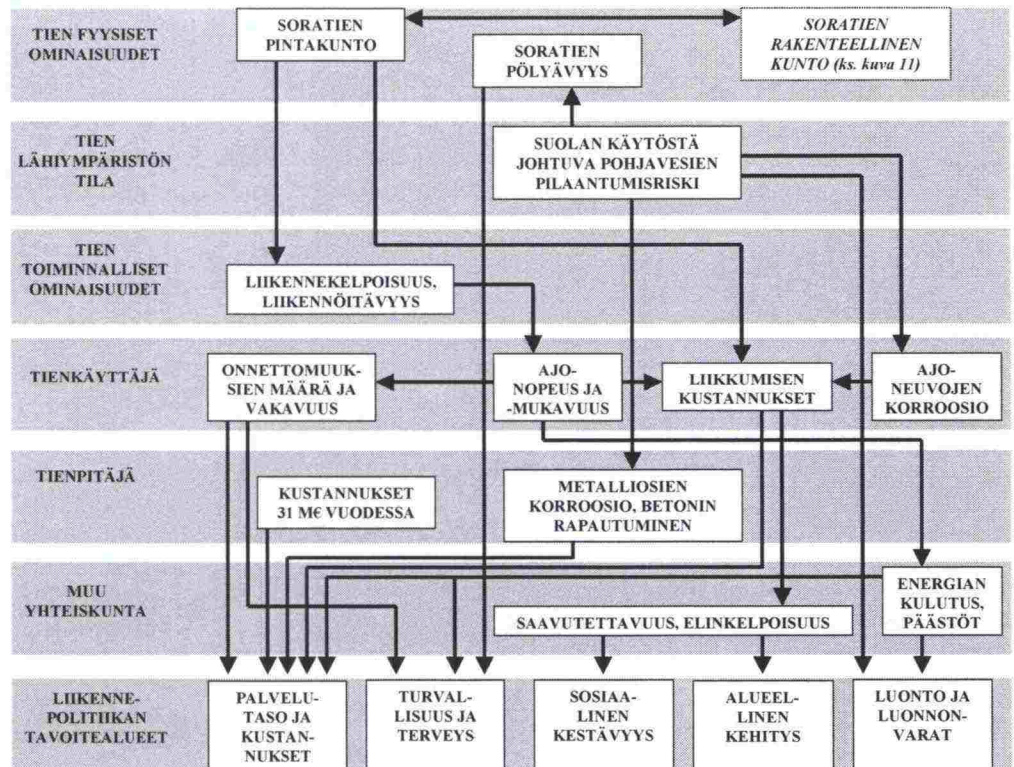 TIEN FYYSISET
OMINAISUUDET
SORATIEN
PINTAKUNTO
SORATIEN
PÖLYÄVYYS
SORATIEN
RAKENTEELLINEN
KUNTO (ks. kuva 11)
TIEN
LÄHIYMPÄRISTÖN
TILA
SUOLAN KÄYTÖSTÄ
JOHTUVA POHJAVESIEN
PILAANTUMISRISKI
TIEN
TOIMINNALLISET
OMINAISUUDET
LIIKENNEKELPOISUUS,
LIIKENNÖITÄVYYS
TIENKÄYTTÄJÄ
ONNETTOMUUK-
SIEN MÄÄRÄ JA
VAKAVUUS
AJO-
NOPEUS JA
-MUKAVUUS
LIIKKUMISEN
KUSTANNUKSET
AJO-
NEUVOJEN
KORROOSIO
TIENPITÄJÄ
KUSTANNUKSET
31 M€ VUODESSA
METALLIOSIEN
KORROOSIO, BETONIN
RAPAUTUMINEN
MUU
YHTEISKUNTA
SAAVUTETTAVUUS, ELINKELPOISUUS
ENERGIAN
KULUTUS,
PÄÄSTÖT
LIIKENNE-
POLITIIKAN
TAVOITEALUEET
PALVELU-
TASO JA
KUSTAN-
NUKSET
TURVAL-
LISUUS JA
TERVEYS
SOSIAA-
LINEN
KESTÄVYYS
ALUEEL-
LINEN
KEHITYS
LUONTO JA
LUONNON-
VARAT